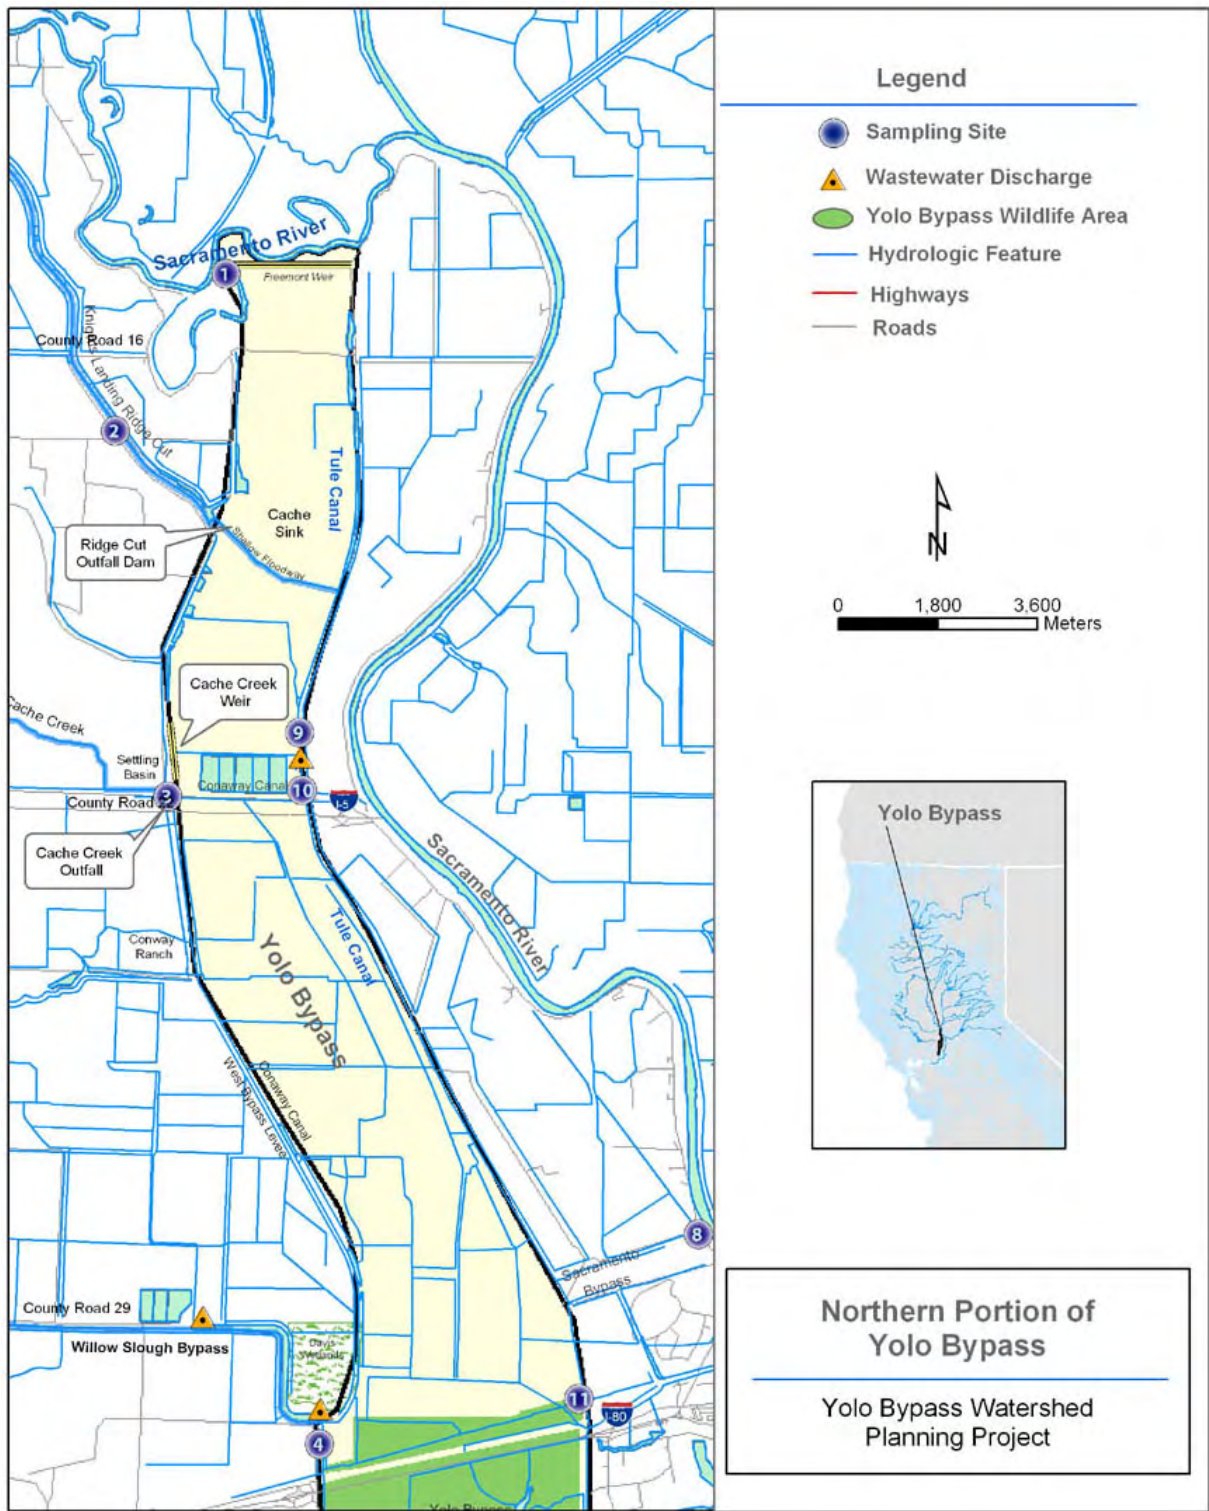 Legend
Sampling Site
Wastewater Discharge
Yolo Bypass Wildlife Area
Hydrologic Feature
Highways
Roads
N
0 1,800 3,600
Meters
Yolo Bypass
Northern Portion of
Yolo Bypass
Yolo Bypass Watershed
Planning Project
Sacramento River
1
Freemont Weir
County Road 16
Knights Landing Ridge Cut
2
Tule Canal
Cache
Sink
Ridge Cut
Outfall Dam
Shallow Floodway
Cache Creek
Weir
Cache Creek
9
Settling
Basin
Conaway Canal
10
I-5
3
County Road
Cache Creek
Outfall
Sacramento River
Tule Canal
Conway
Ranch
Yolo Bypass
Conaway Canal
West Bypass Levee
8
Sacramento
Bypass
County Road 29
Willow Slough Bypass
Davis
Wetlands
11
I-80
4
Yolo Bypass